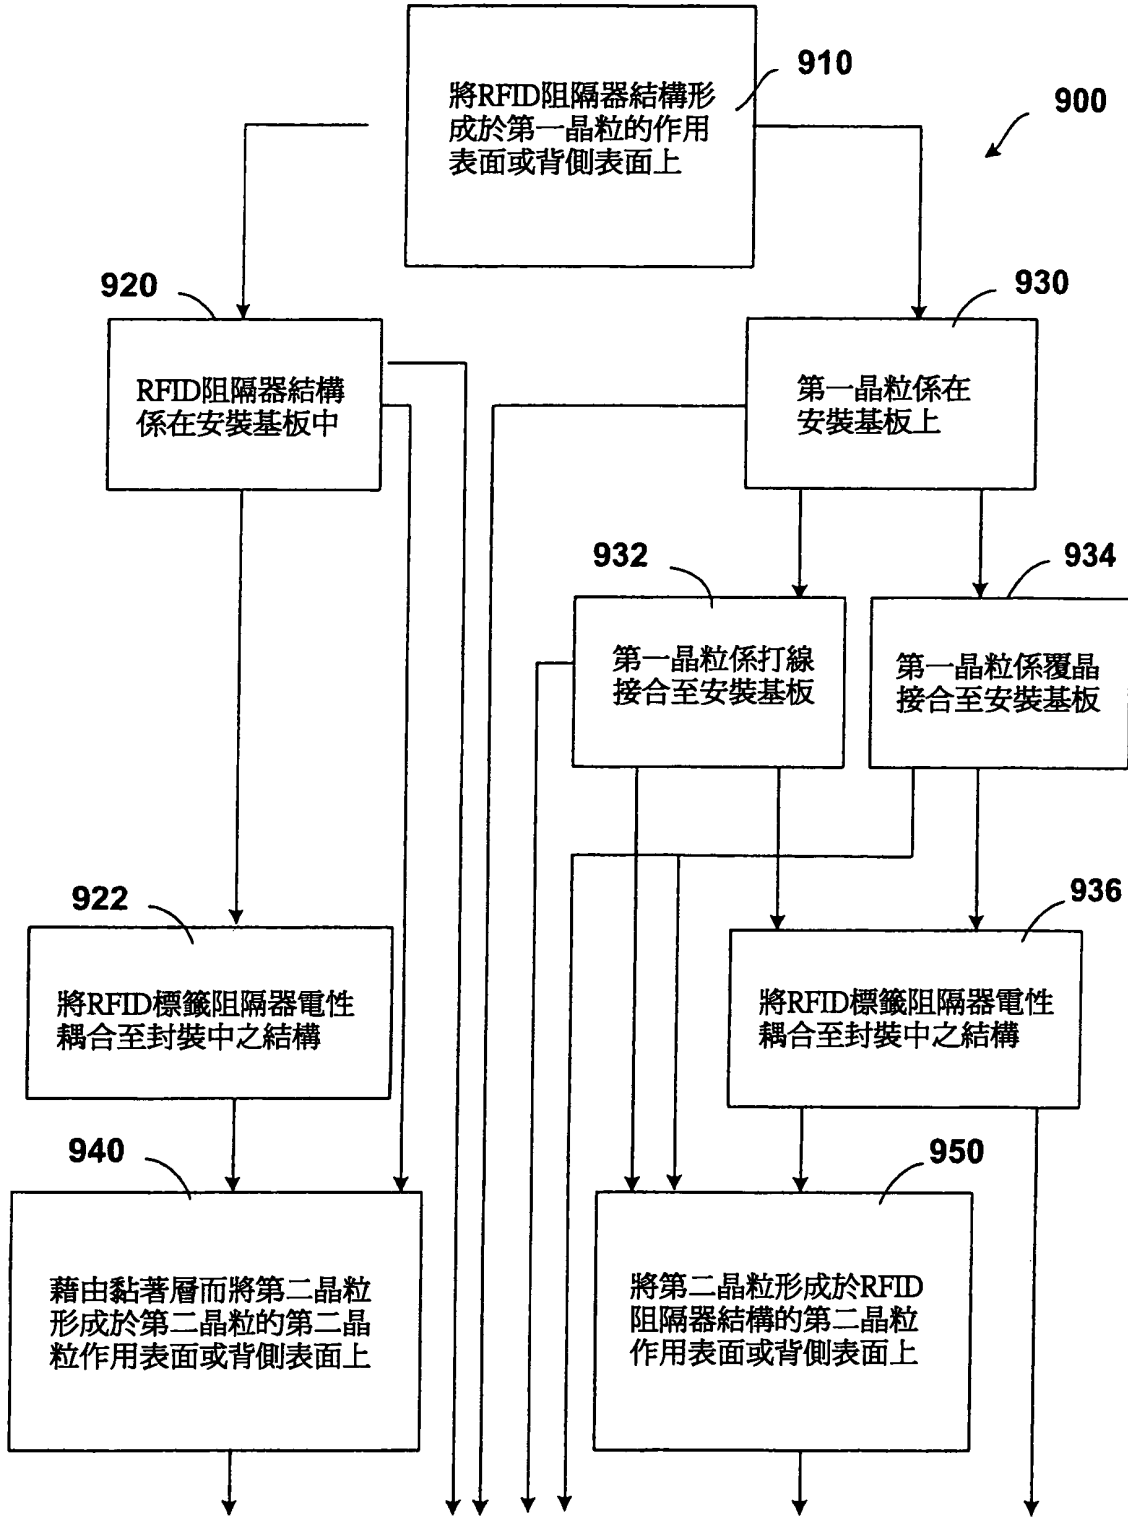 910
將RFID阻隔器結構形
成於第一晶粒的作用
表面或背側表面上
900
920
RFID阻隔器結構
係在安裝基板中
930
第一晶粒係在
安裝基板上
932
第一晶粒係打線
接合至安裝基板
934
第一晶粒係覆晶
接合至安裝基板
922
將RFID標籤阻隔器電性
耦合至封裝中之結構
936
將RFID標籤阻隔器電性
耦合至封裝中之結構
940
藉由黏著層而將第二晶粒
形成於第二晶粒的第二晶
粒作用表面或背側表面上
950
將第二晶粒形成於RFID
阻隔器結構的第二晶粒
作用表面或背側表面上